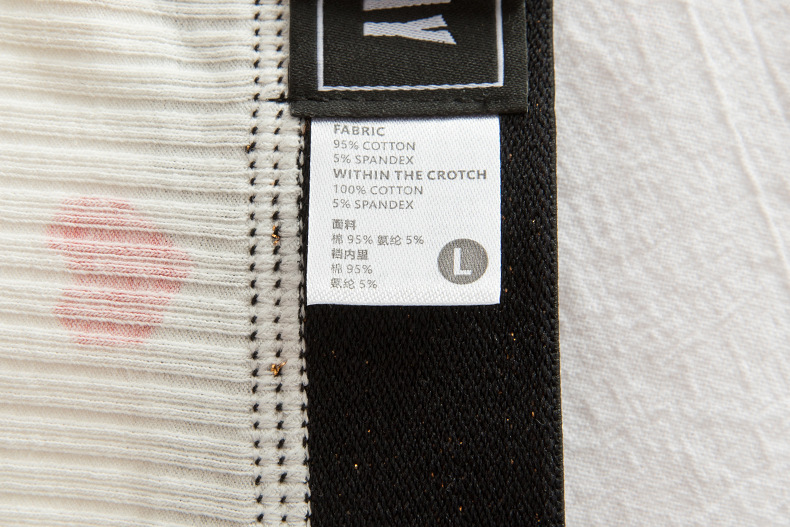 AY
FABRIC
95% COTTON
5% SPANDEX
WITHIN THE CROTCH
100% COTTON
5% SPANDEX
面料
棉 95% 氨纶 5%
裆内里
棉 95%
氨纶 5%
L